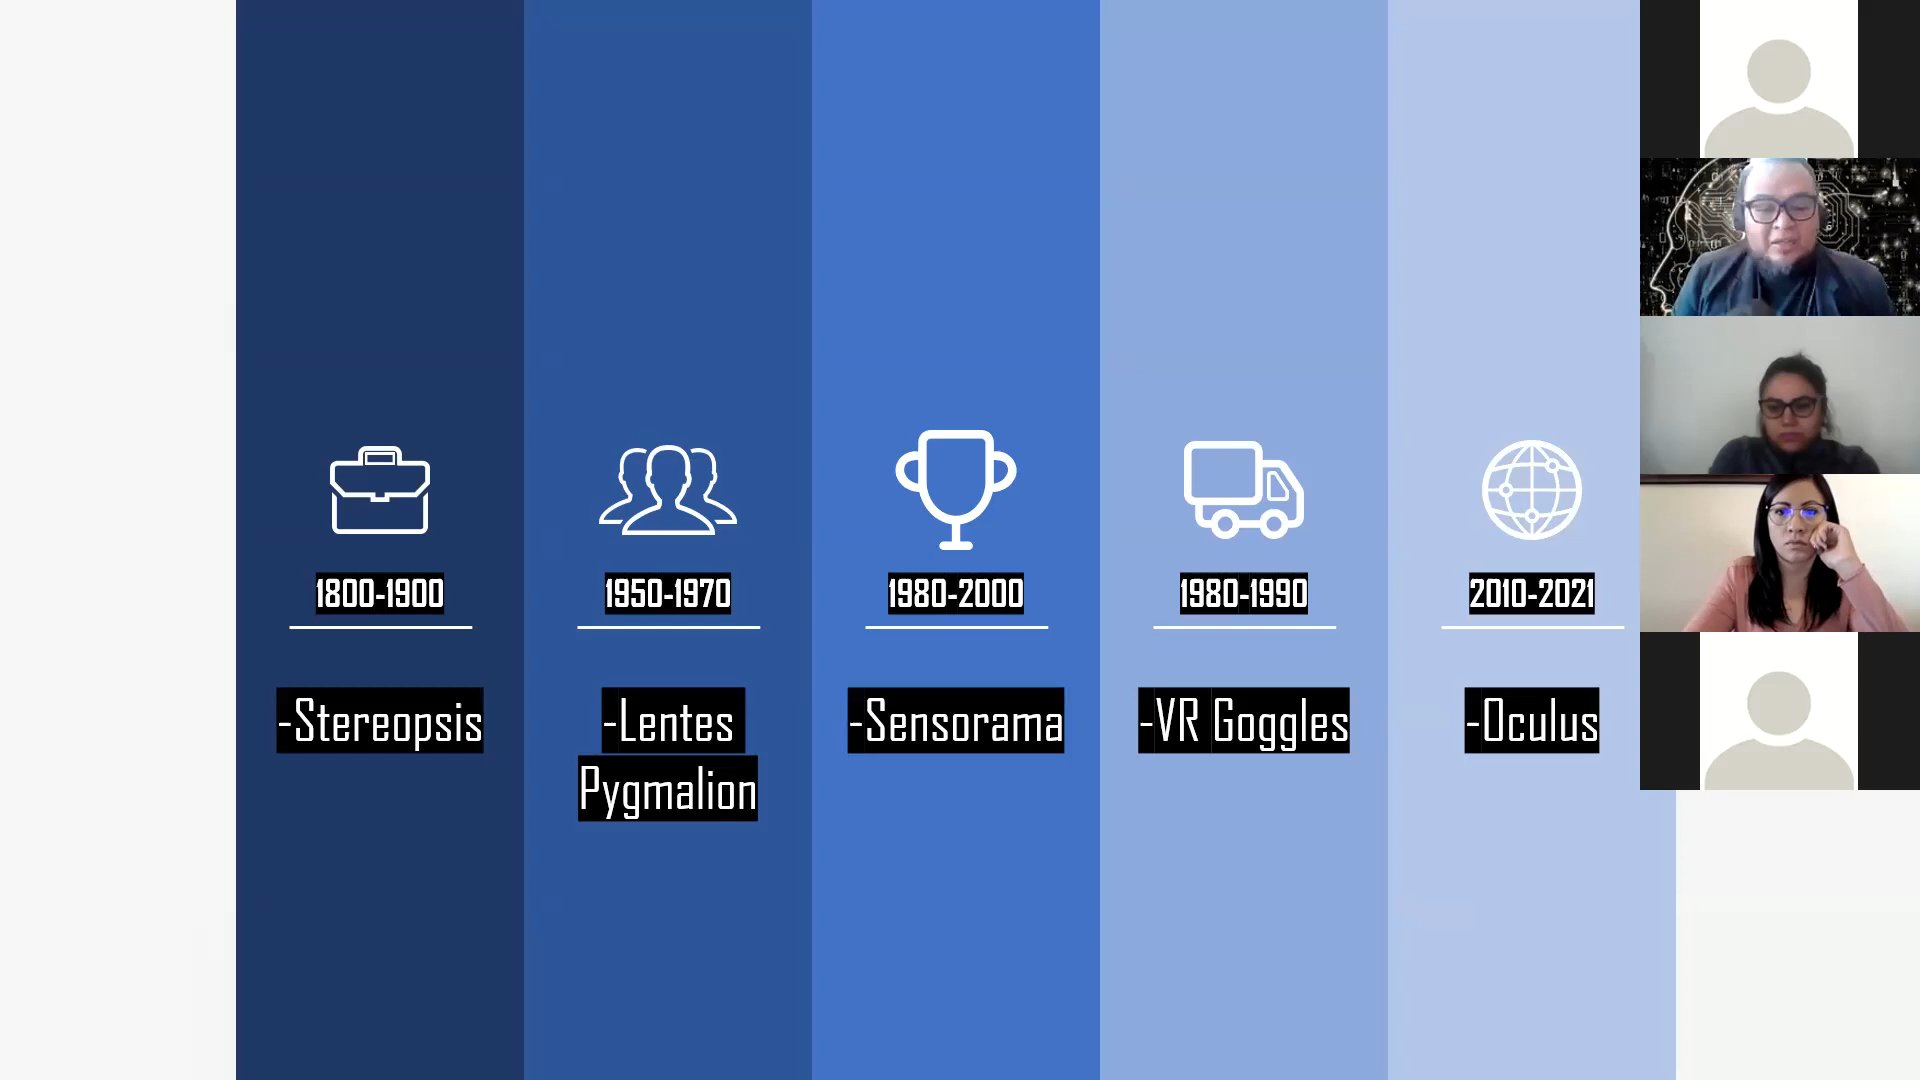 1800-1900
1950-1970
1980-2000
1980-1990
2010-2021
-Stereopsis
-Lentes
Pygmalion
-Sensorama
-VR Goggles
-Oculus